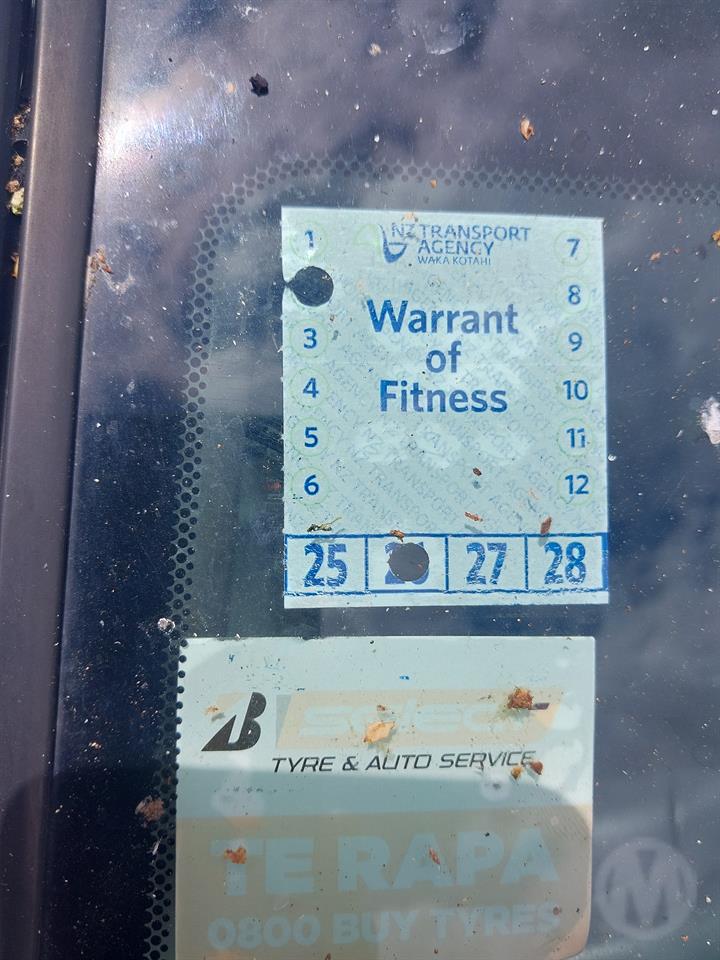 NZ TRANSPORT
AGENCY
WAKA KOTAHI
Warrant
of
Fitness
1
3
4
5
6
7
8
9
10
11
12
25 27 28
B
TYRE & AUTO SERVICE
TE RAPA
0800 BUY TYRES
M